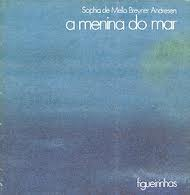 Sophia de Mello Breyner Andresen
a menina do mar
figueirinhas